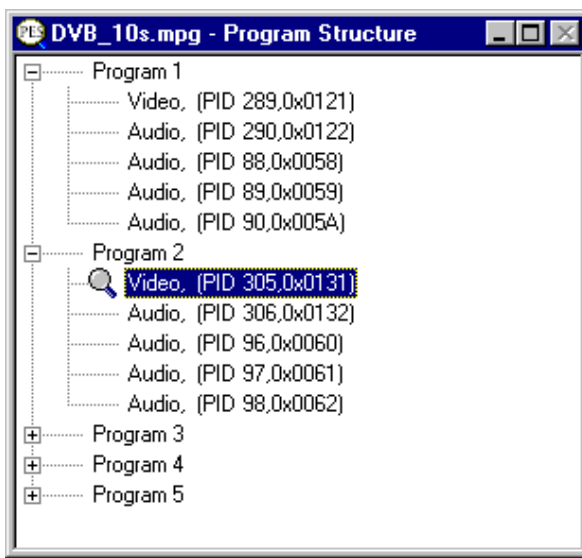 PES DVB_10s.mpg - Program Structure
Program 1
Video, (PID 289,0x0121)
Audio, (PID 290,0x0122)
Audio, (PID 88,0x0058)
Audio, (PID 89,0x0059)
Audio, (PID 90,0x005A)
Program 2
Video, (PID 305,0x0131)
Audio, (PID 306,0x0132)
Audio, (PID 96,0x0060)
Audio, (PID 97,0x0061)
Audio, (PID 98,0x0062)
Program 3
Program 4
Program 5